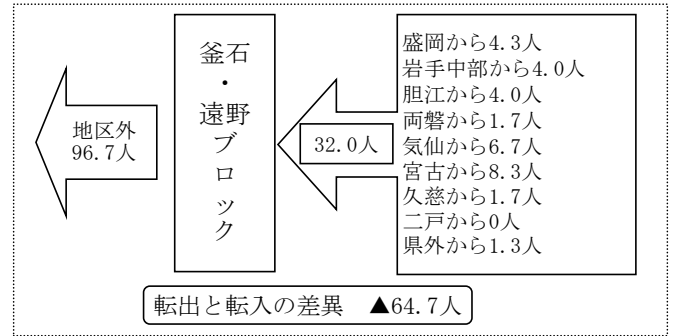 地区外
96.7人
釜石・遠野ブロック
32.0人
盛岡から4.3人
岩手中部から4.0人
胆江から4.0人
両磐から1.7人
気仙から6.7人
宮古から8.3人
久慈から1.7人
二戸から0人
県外から1.3人
転出と転入の差異　▲64.7人